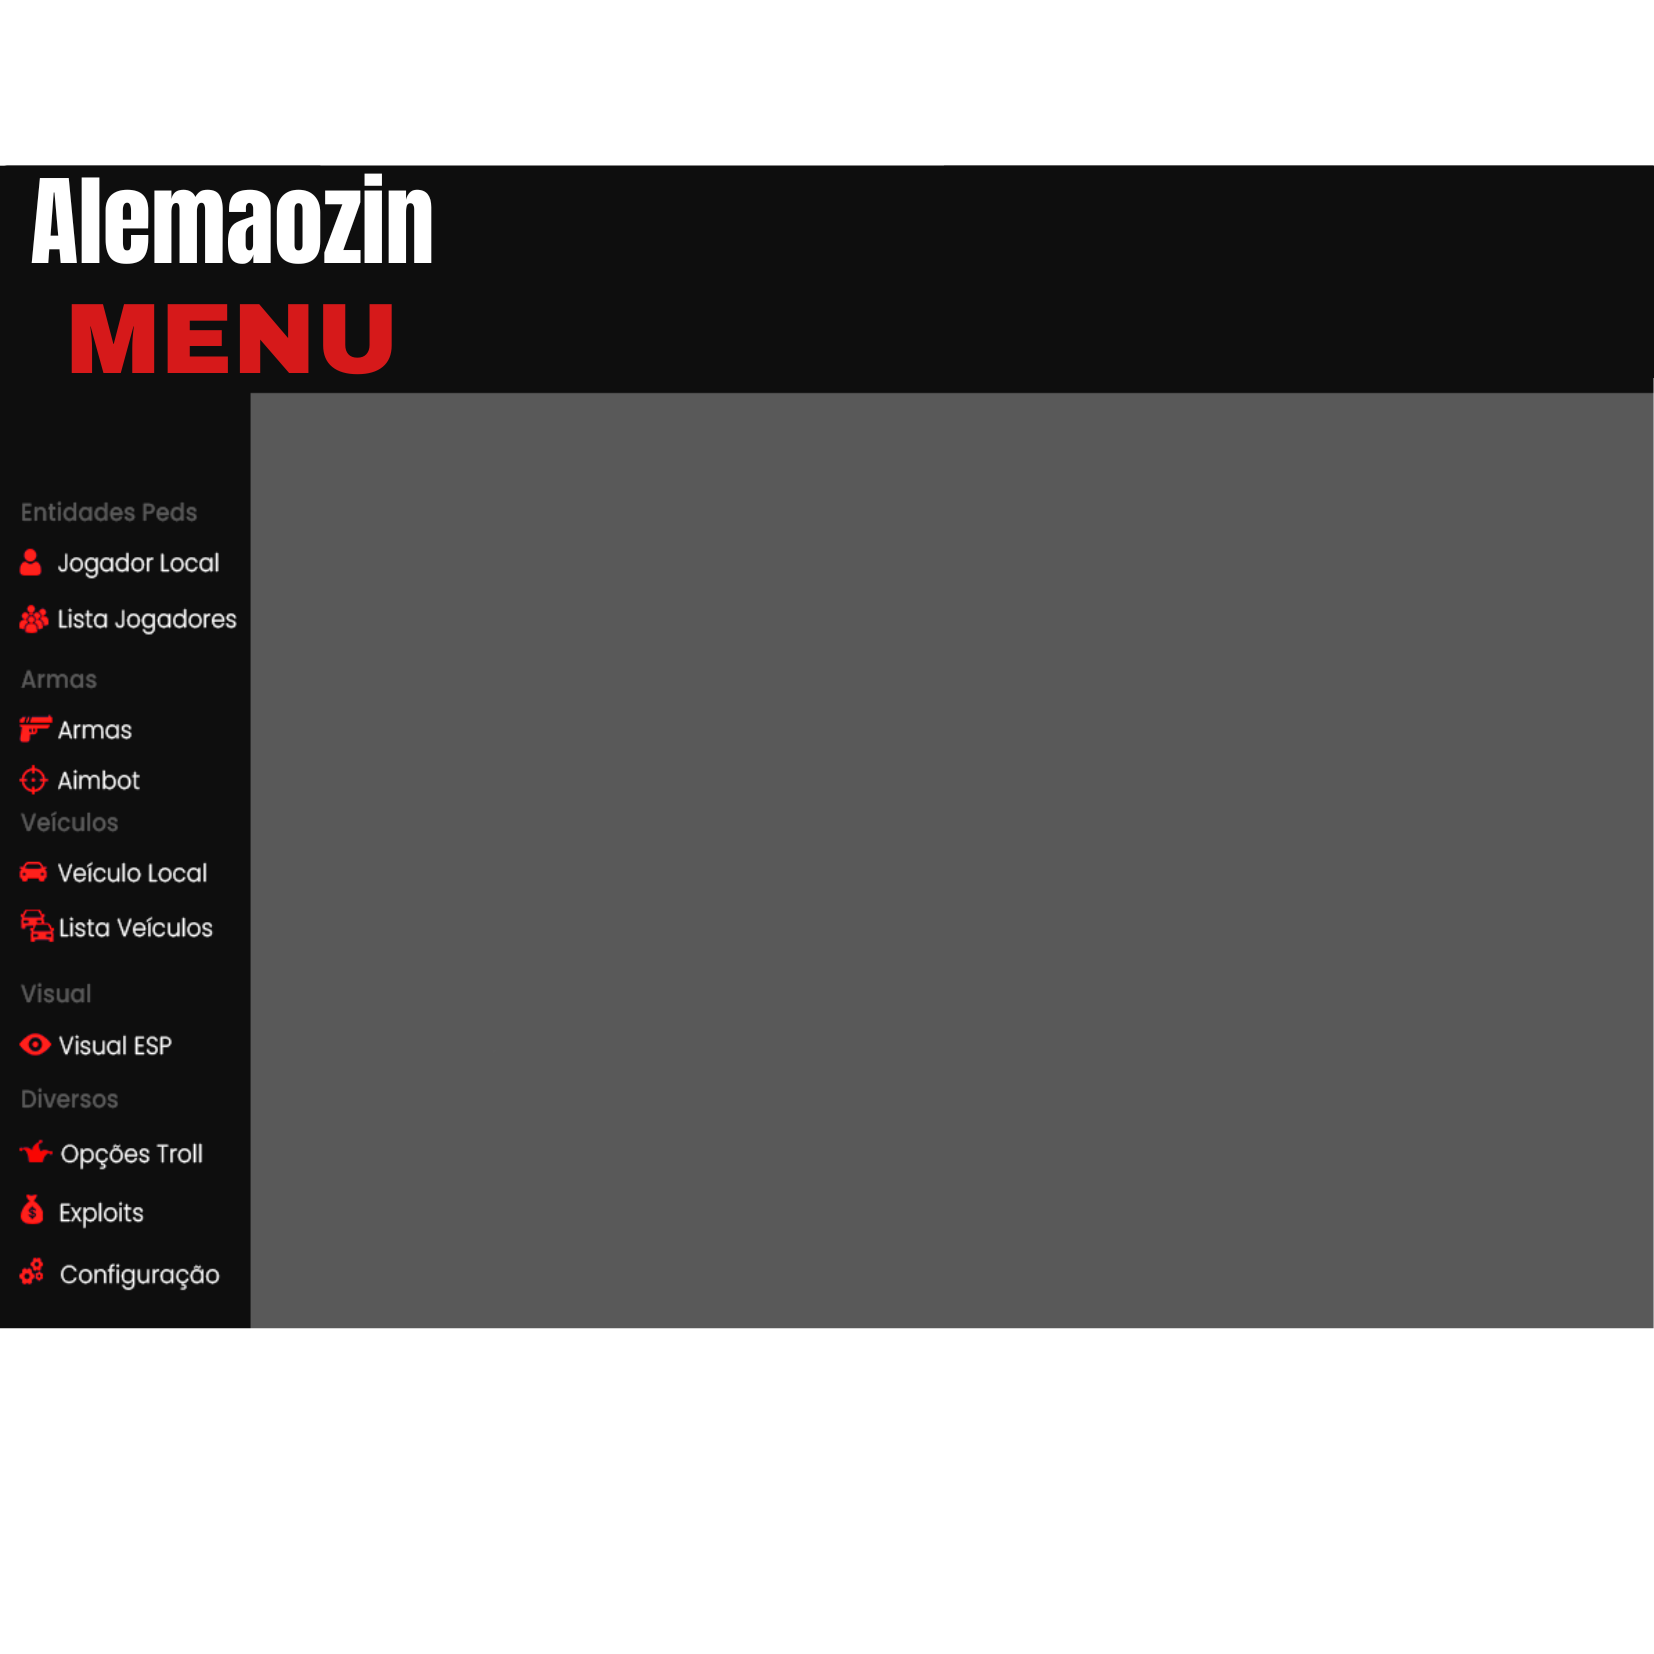 Alemaozin
MENU
Entidades Peds
Jogador Local
Lista Jogadores
Armas
Armas
Aimbot
Veículos
Veículo Local
Lista Veículos
Visual
Visual ESP
Diversos
Opções Troll
Exploits
Configuração